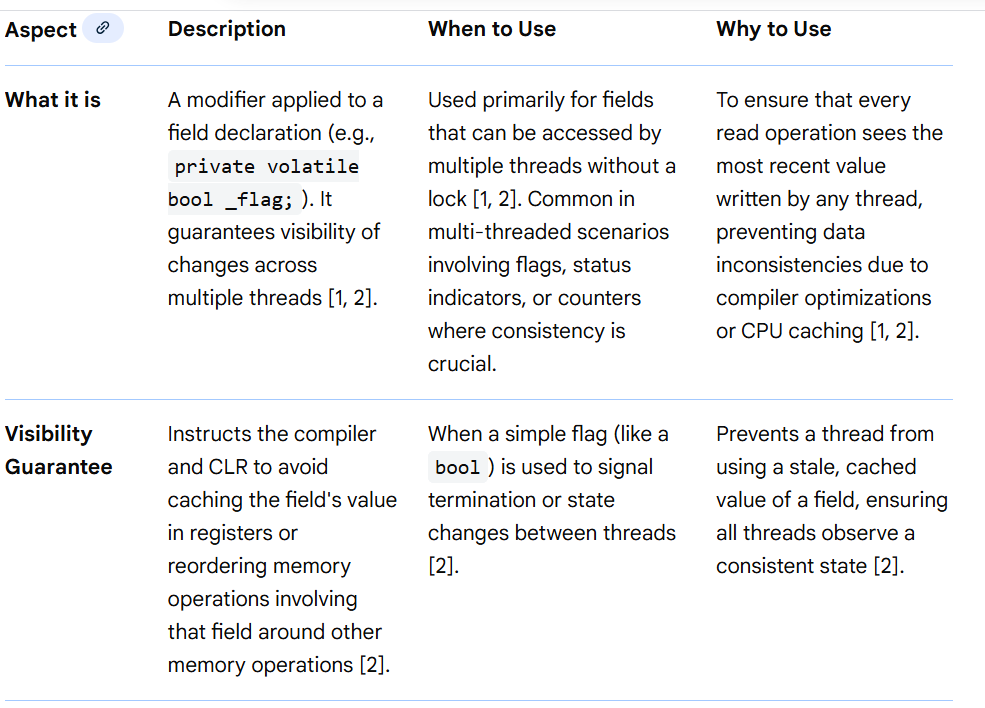 Aspect Description When to Use Why to Use
What it is
A modifier applied to a
field declaration (e.g.,
private volatile
bool _flag; ). It
guarantees visibility of
changes across
multiple threads [1, 2].
Used primarily for fields
that can be accessed by
multiple threads without a
lock [1, 2]. Common in
multi-threaded scenarios
involving flags, status
indicators, or counters
where consistency is
crucial.
To ensure that every
read operation sees the
most recent value
written by any thread,
preventing data
inconsistencies due to
compiler optimizations
or CPU caching [1, 2].
Visibility
Guarantee
Instructs the compiler
and CLR to avoid
caching the field's value
in registers or
reordering memory
operations involving
that field around other
memory operations [2].
When a simple flag (like a
bool ) is used to signal
termination or state
changes between threads
[2].
Prevents a thread from
using a stale, cached
value of a field, ensuring
all threads observe a
consistent state [2].